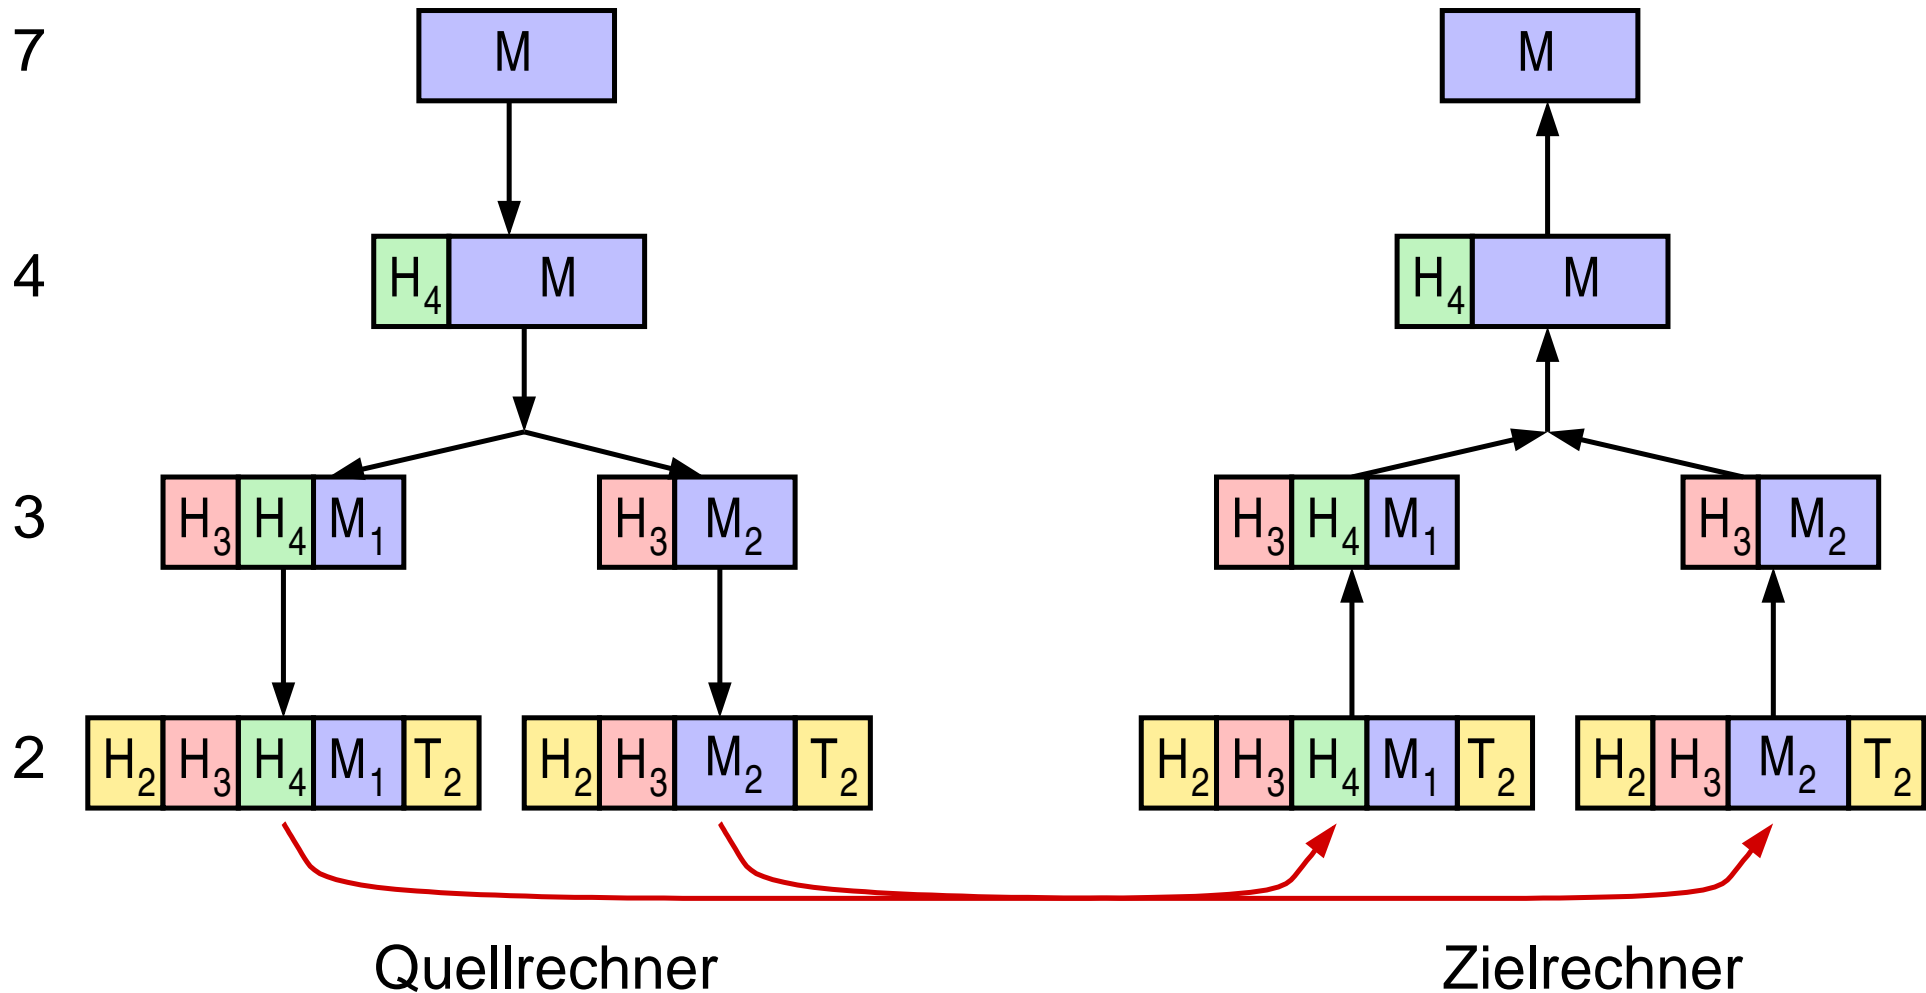 7 M M
4 H4 M H4 M
3 H3 H4 M1 H3 M2 H3 H4 M1 H3 M2
2 H2 H3 H4 M1 T2 H2 H3 M2 T2 H2 H3 H4 M1 T2 H2 H3 M2 T2
Quellrechner Zielrechner